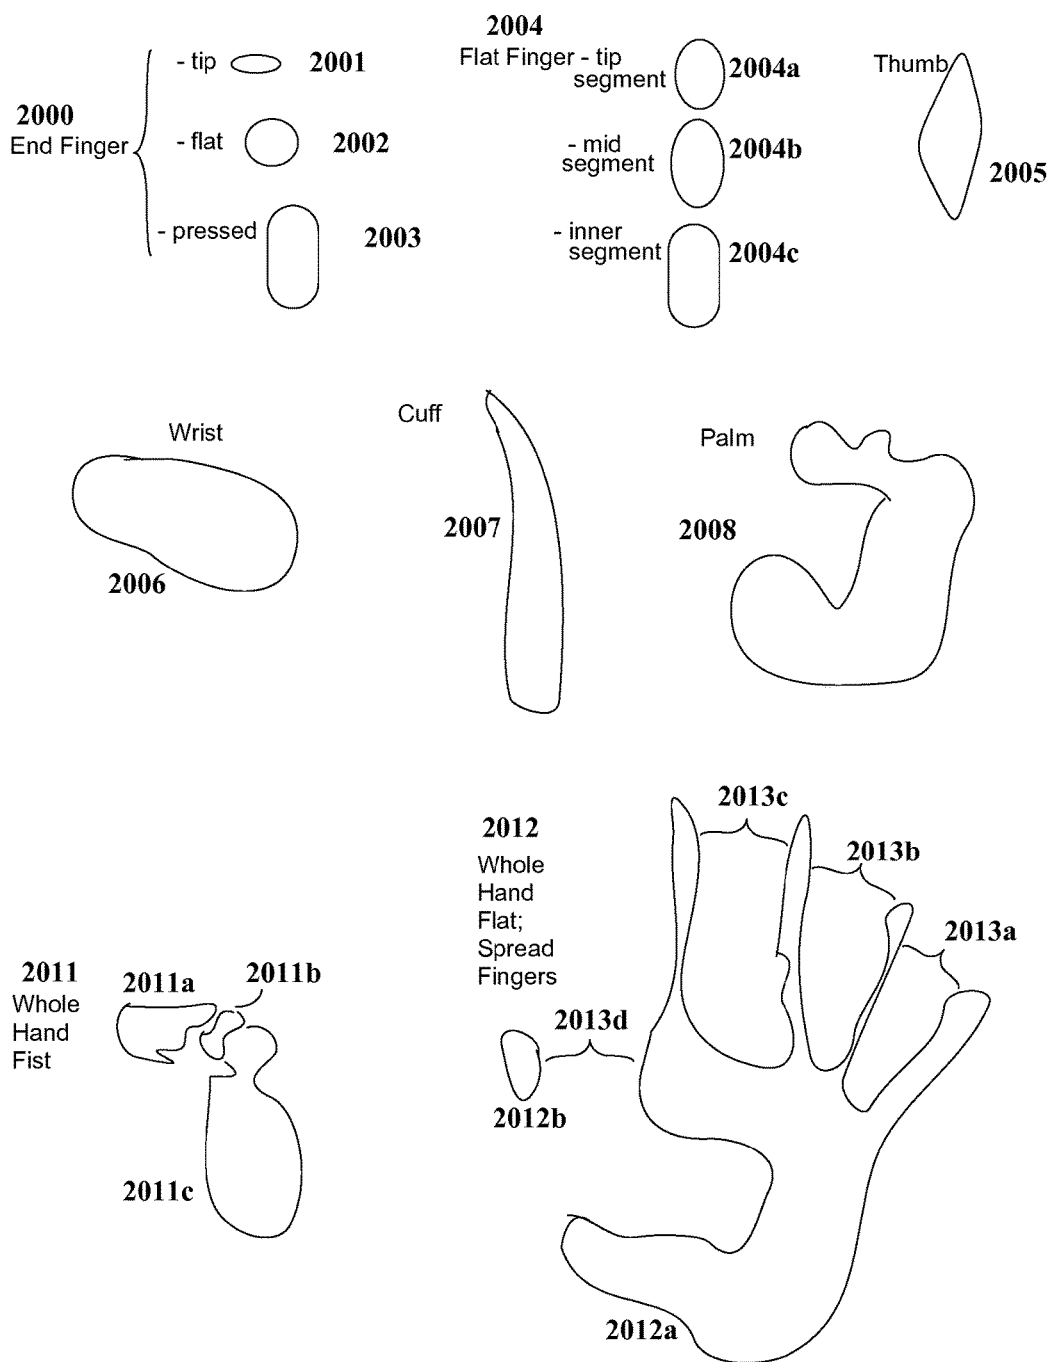 2000
End Finger
- tip 2001
- flat 2002
- pressed 2003
2004
Flat Finger - tip
segment 2004a
- mid
segment 2004b
- inner
segment 2004c
Thumb
2005
Wrist
2006
Cuff
2007
Palm
2008
2011
Whole
Hand
Fist
2011a
2011b
2011c
2012
Whole
Hand
Flat;
Spread
Fingers
2013c
2013b
2013a
2013d
2012b
2012a